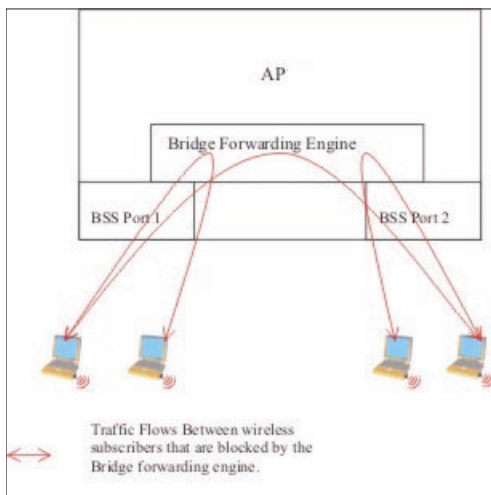 AP
Bridge Forwarding Engine
BSS Port 1
BSS Port 2
Traffic Flows Between wireless
subscribers that are blocked by the
Bridge forwarding engine.